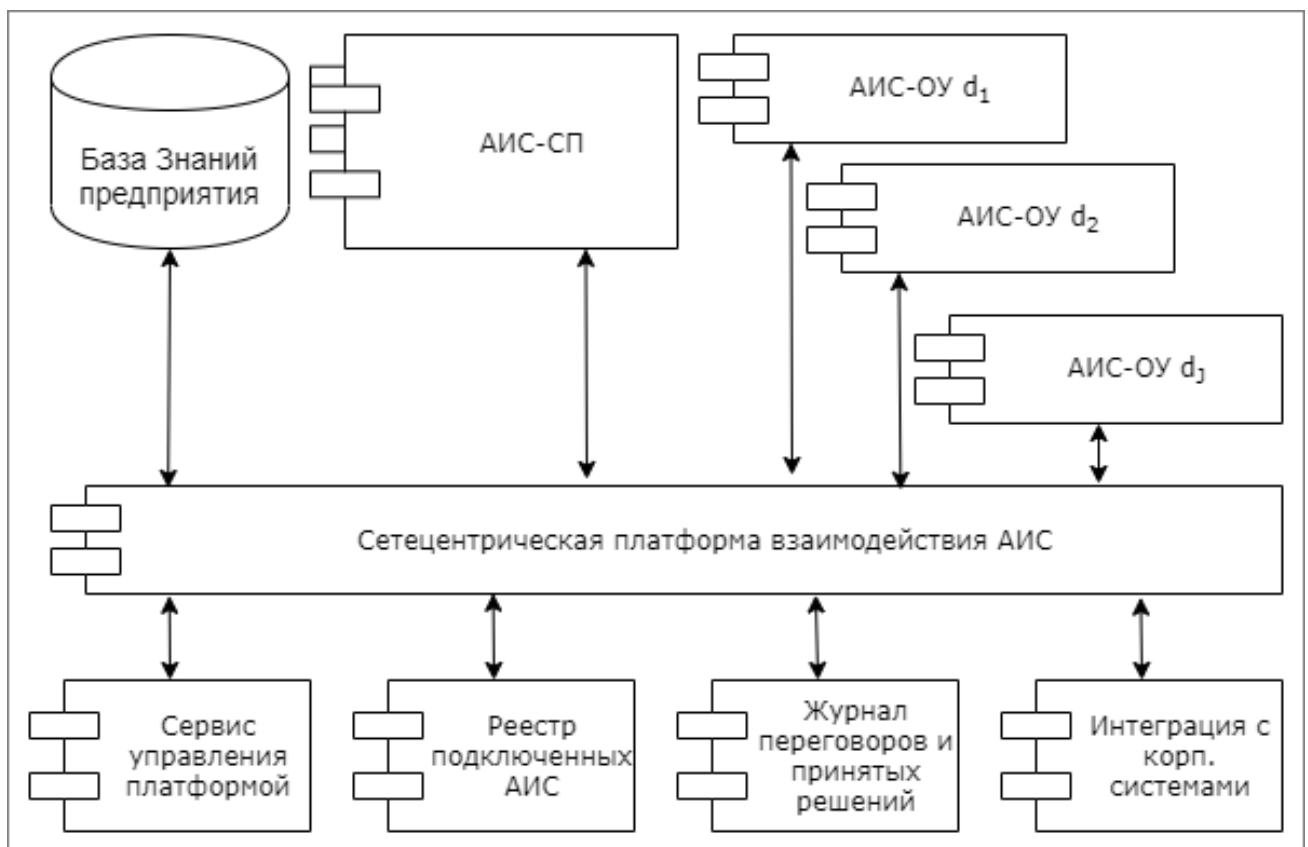 База Знаний
предприятия
АИС-СП
АИС-ОУ d₁
АИС-ОУ d₂
АИС-ОУ dⱼ
Сетецентрическая платформа взаимодействия АИС
Сервис
управления
платформой
Реестр
подключенных
АИС
Журнал
переговоров и
принятых
решений
Интеграция с
корп.
системами